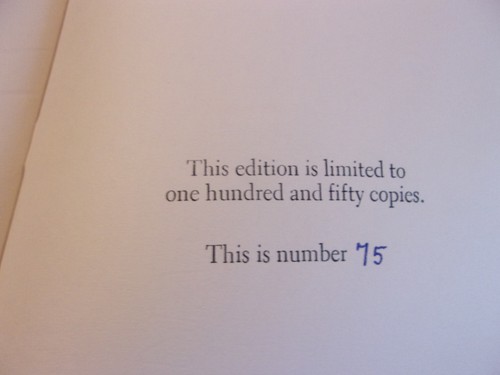 This edition is limited to
one hundred and fifty copies.
This is number 75